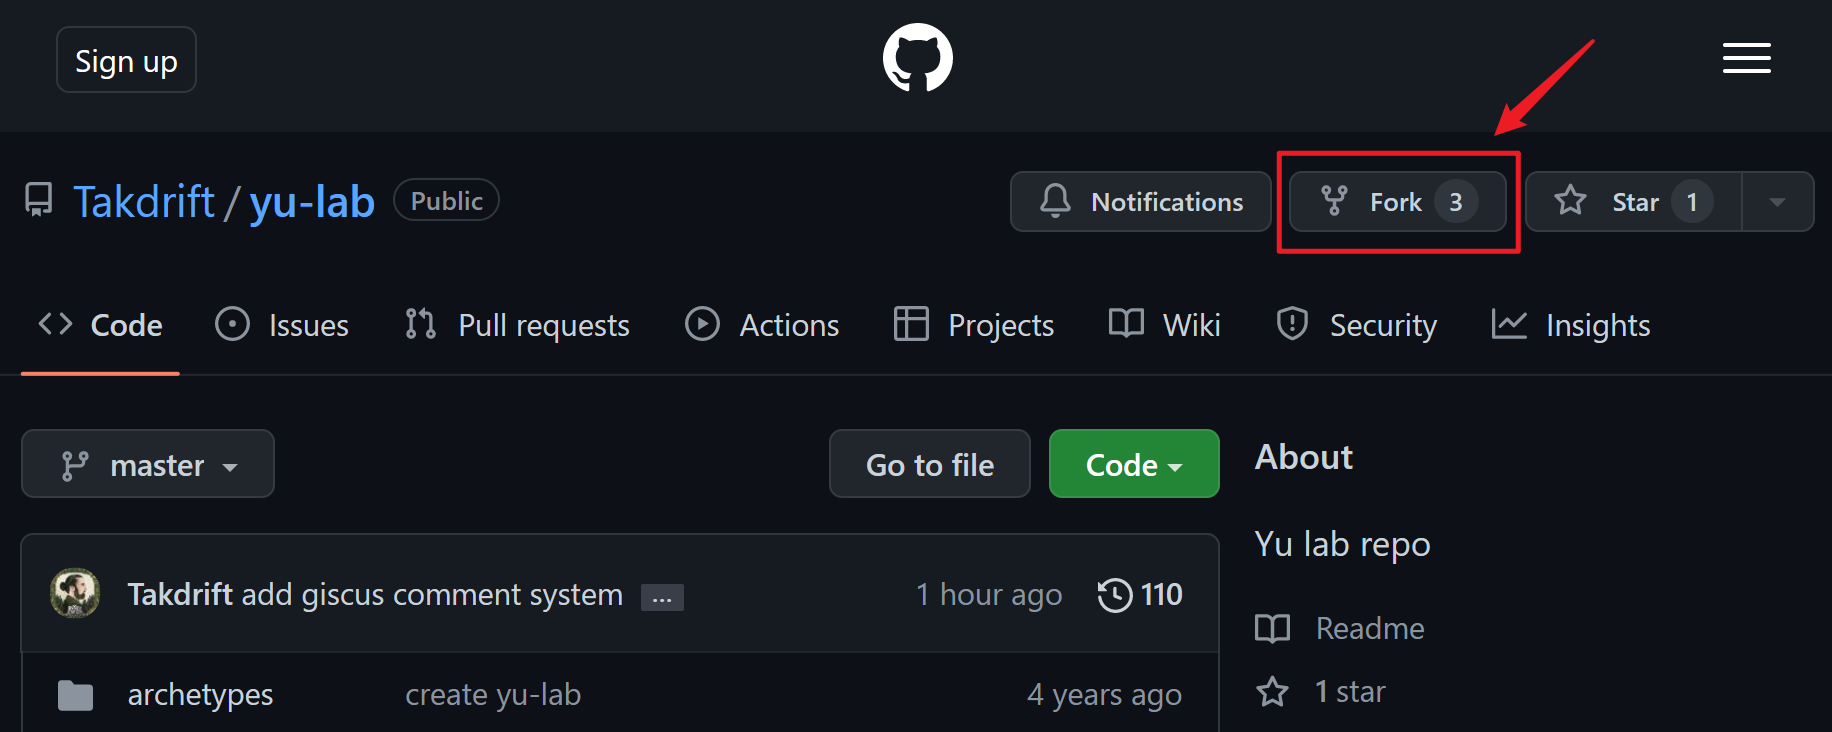 Sign up
Takdrift / yu-lab Public
Notifications Fork 3 Star 1
Code Issues Pull requests Actions Projects Wiki Security Insights
master Go to file Code
About
Yu lab repo
Takdrift add giscus comment system ... 1 hour ago 110
Readme
archetypes create yu-lab 4 years ago
1 star